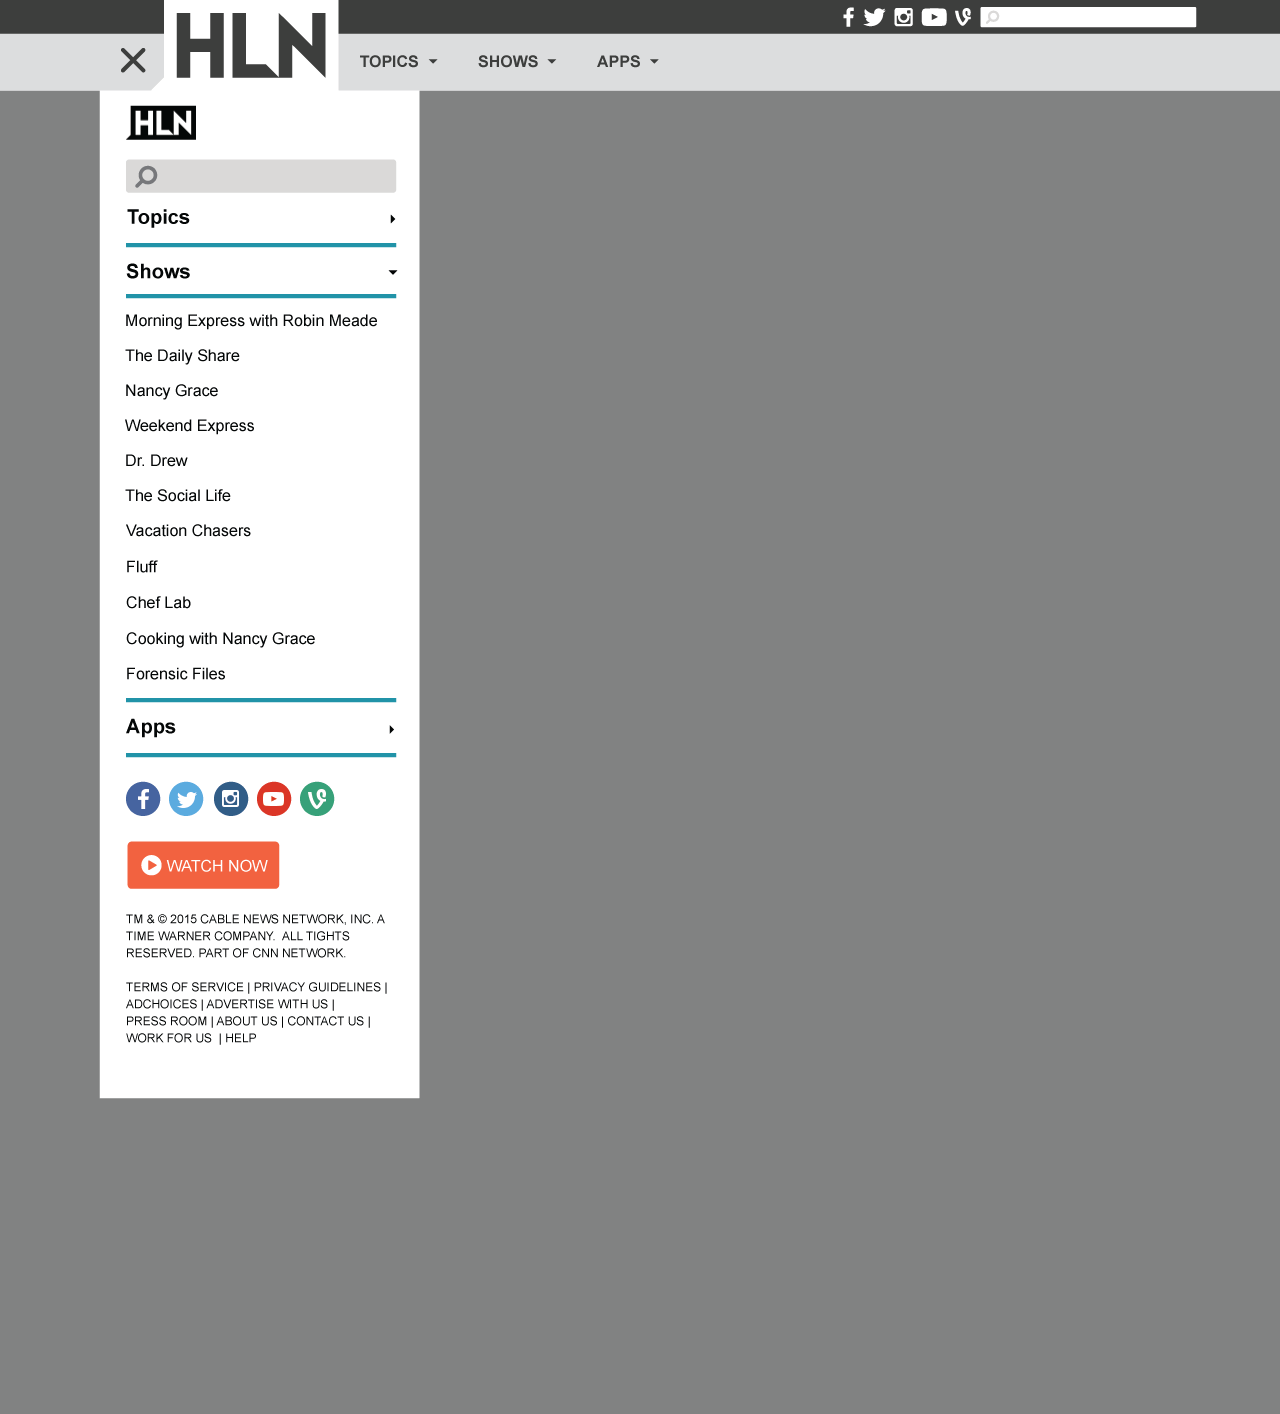 HLN
TOPICS SHOWS APPS
HLN
Topics
Shows
Morning Express with Robin Meade
The Daily Share
Nancy Grace
Weekend Express
Dr. Drew
The Social Life
Vacation Chasers
Fluff
Chef Lab
Cooking with Nancy Grace
Forensic Files
Apps
WATCH NOW
TM & © 2015 CABLE NEWS NETWORK, INC. A
TIME WARNER COMPANY.  ALL TIGHTS
RESERVED. PART OF CNN NETWORK.
TERMS OF SERVICE | PRIVACY GUIDELINES |
ADCHOICES | ADVERTISE WITH US |
PRESS ROOM | ABOUT US | CONTACT US |
WORK FOR US  | HELP